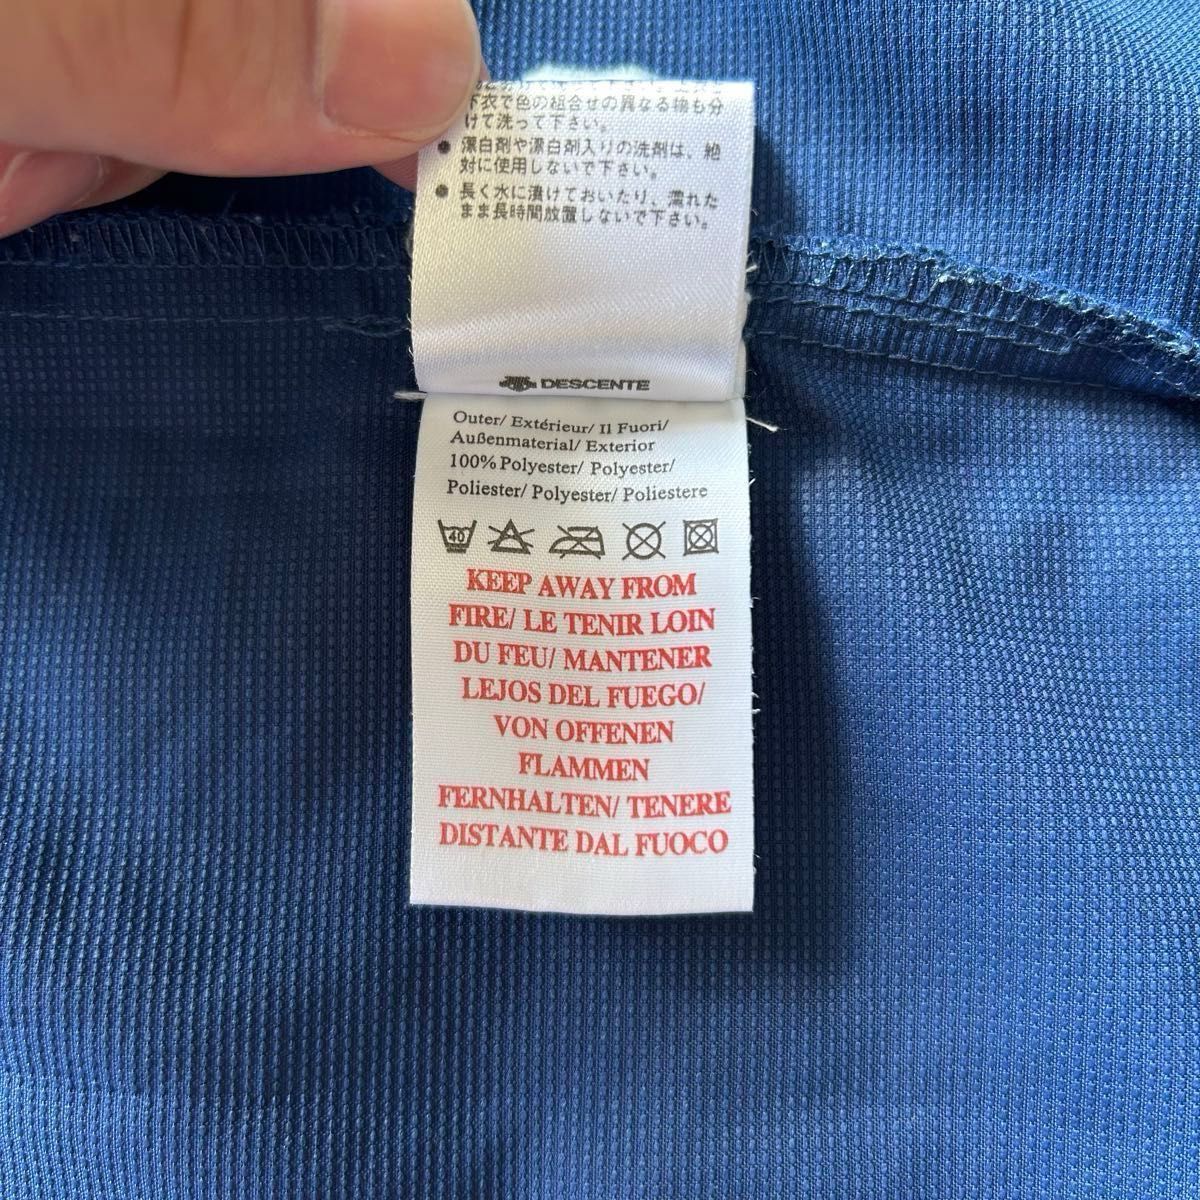 下衣で色の組合せの異なる物も分
けて洗って下さい。
● 漂白剤や漂白剤入りの洗剤は、絶
対に使用しないで下さい。
● 長く水に漬けておいたり、濡れた
まま長時間放置しないで下さい。
DESCENTE
Outer/ Extérieur/ Il Fuori/
Außenmaterial/ Exterior
100% Polyester/ Polyester/
Poliester/ Polyester/ Poliestere
40
KEEP AWAY FROM
FIRE/ LE TENIR LOIN
DU FEU/ MANTENER
LEJOS DEL FUEGO/
VON OFFENEN
FLAMMEN
FERNHALTEN/ TENERE
DISTANTE DAL FUOCO